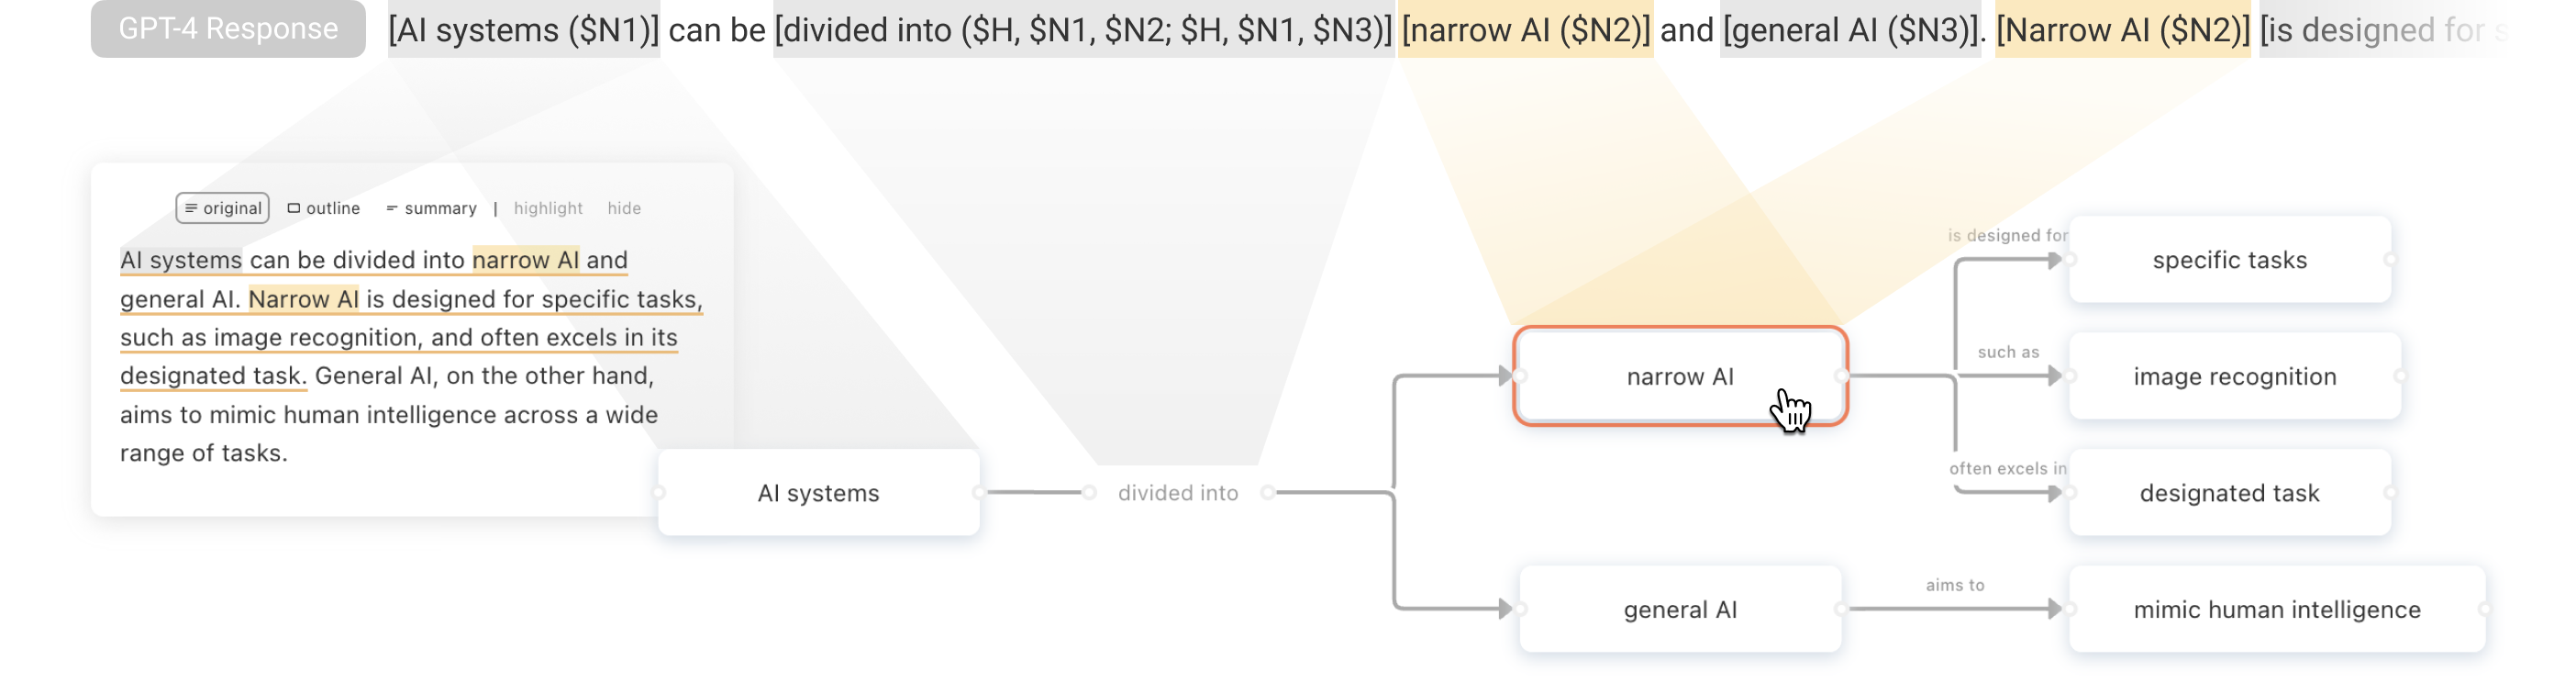 GPT-4 Response [AI systems ($N1)] can be [divided into ($H, $N1, $N2; $H, $N1, $N3)] [narrow AI ($N2)] and [general AI ($N3)]. [Narrow AI ($N2)] [is designed for s
original outline summary | highlight hide
AI systems can be divided into narrow AI and
general AI. Narrow AI is designed for specific tasks,
such as image recognition, and often excels in its
designated task. General AI, on the other hand,
aims to mimic human intelligence across a wide
range of tasks.
AI systems
divided into
narrow AI
is designed for
specific tasks
such as
image recognition
often excels in
designated task
general AI
aims to
mimic human intelligence